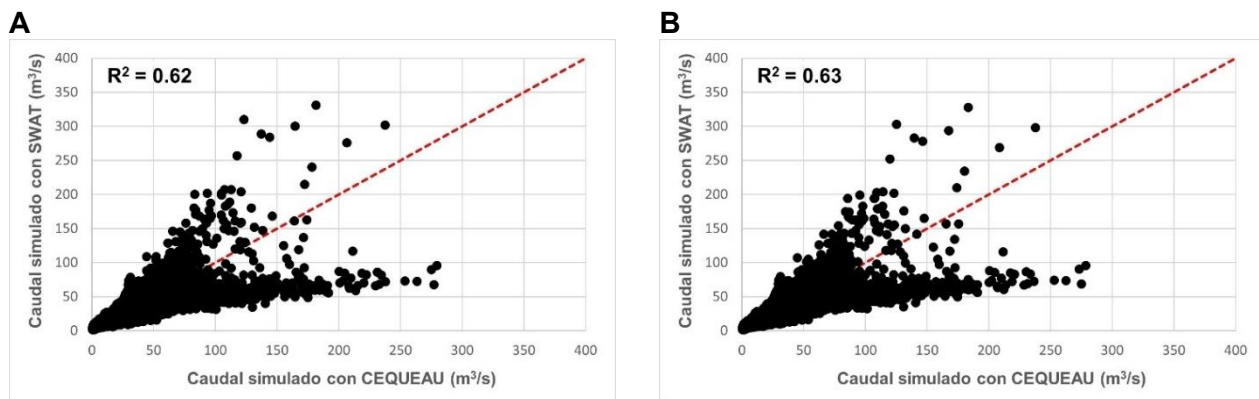 A
R² = 0.62
Caudal simulado con SWAT (m³/s)
400
350
300
250
200
150
100
50
0
0 50 100 150 200 250 300 350 400
Caudal simulado con CEQUEAU (m³/s)
B
R² = 0.63
Caudal simulado con SWAT (m³/s)
400
350
300
250
200
150
100
50
0
0 50 100 150 200 250 300 350 400
Caudal simulado con CEQUEAU (m³/s)